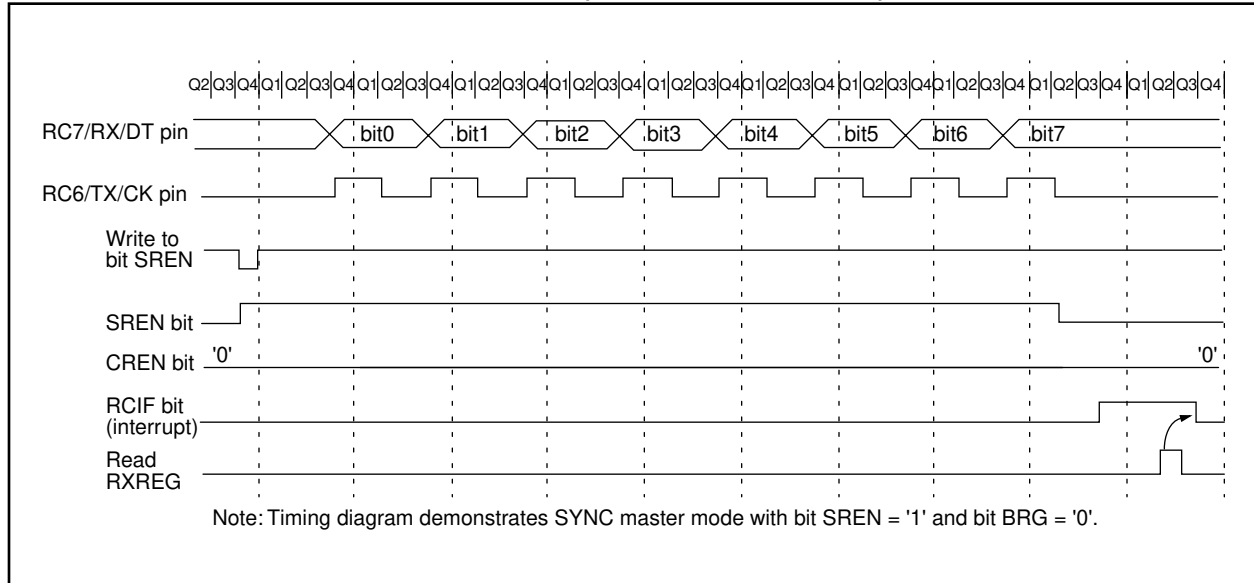 Q2 Q3 Q4 Q1 Q2 Q3 Q4 Q1 Q2 Q3 Q4 Q1 Q2 Q3 Q4 Q1 Q2 Q3 Q4 Q1 Q2 Q3 Q4 Q1 Q2 Q3 Q4 Q1 Q2 Q3 Q4 Q1 Q2 Q3 Q4 Q1 Q2 Q3 Q4 Q1 Q2 Q3 Q4
RC7/RX/DT pin bit0 bit1 bit2 bit3 bit4 bit5 bit6 bit7
RC6/TX/CK pin
Write to
bit SREN
SREN bit
CREN bit '0' '0'
RCIF bit
(interrupt)
Read
RXREG
Note: Timing diagram demonstrates SYNC master mode with bit SREN = '1' and bit BRG = '0'.